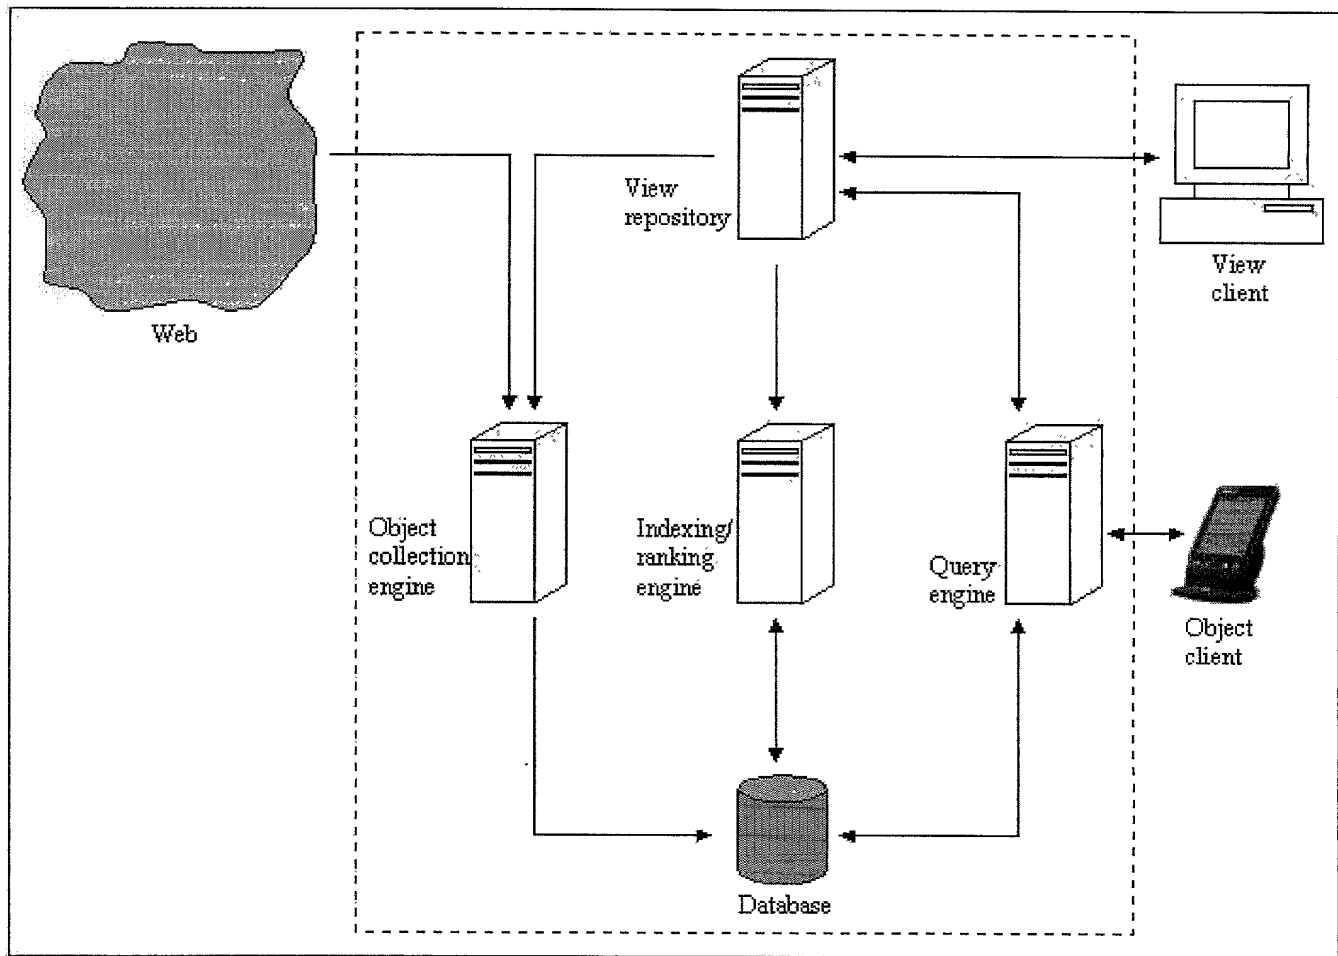 View
repository
View
client
Web
Object
collection
engine
Indexing/
ranking
engine
Query
engine
Object
client
Database